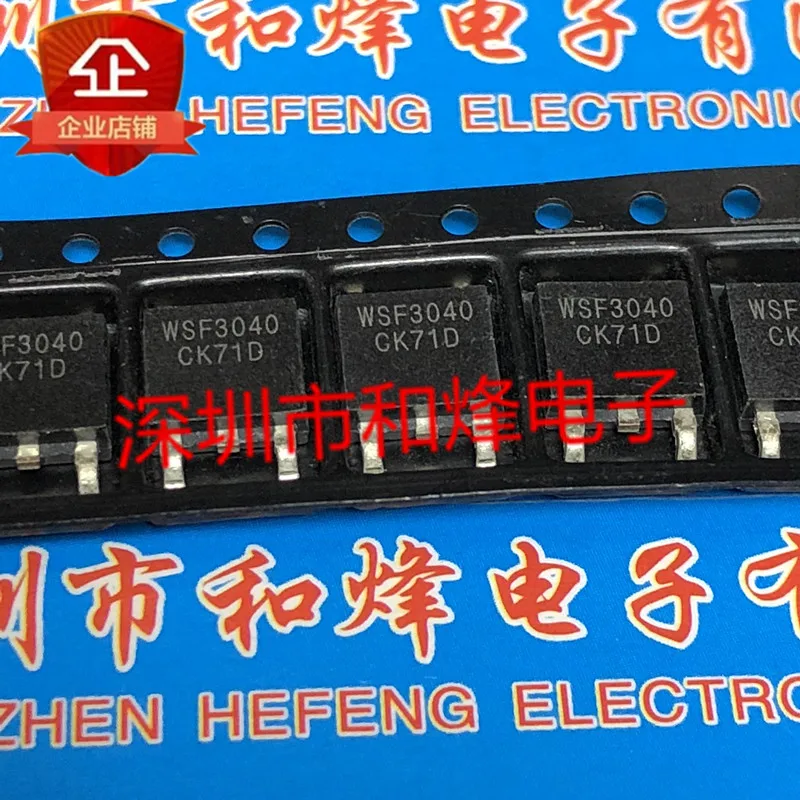 圳市和烽电子有
企
企业店铺
ZHEN HEFENG ELECTRONIC
SF3040
K71D
WSF3040
CK71D
WSF3040
CK71D
WSF3040
CK71D
WSF
CK
深圳市和烽电子
圳市和烽电子有
ZHEN HEFENG ELECTRON